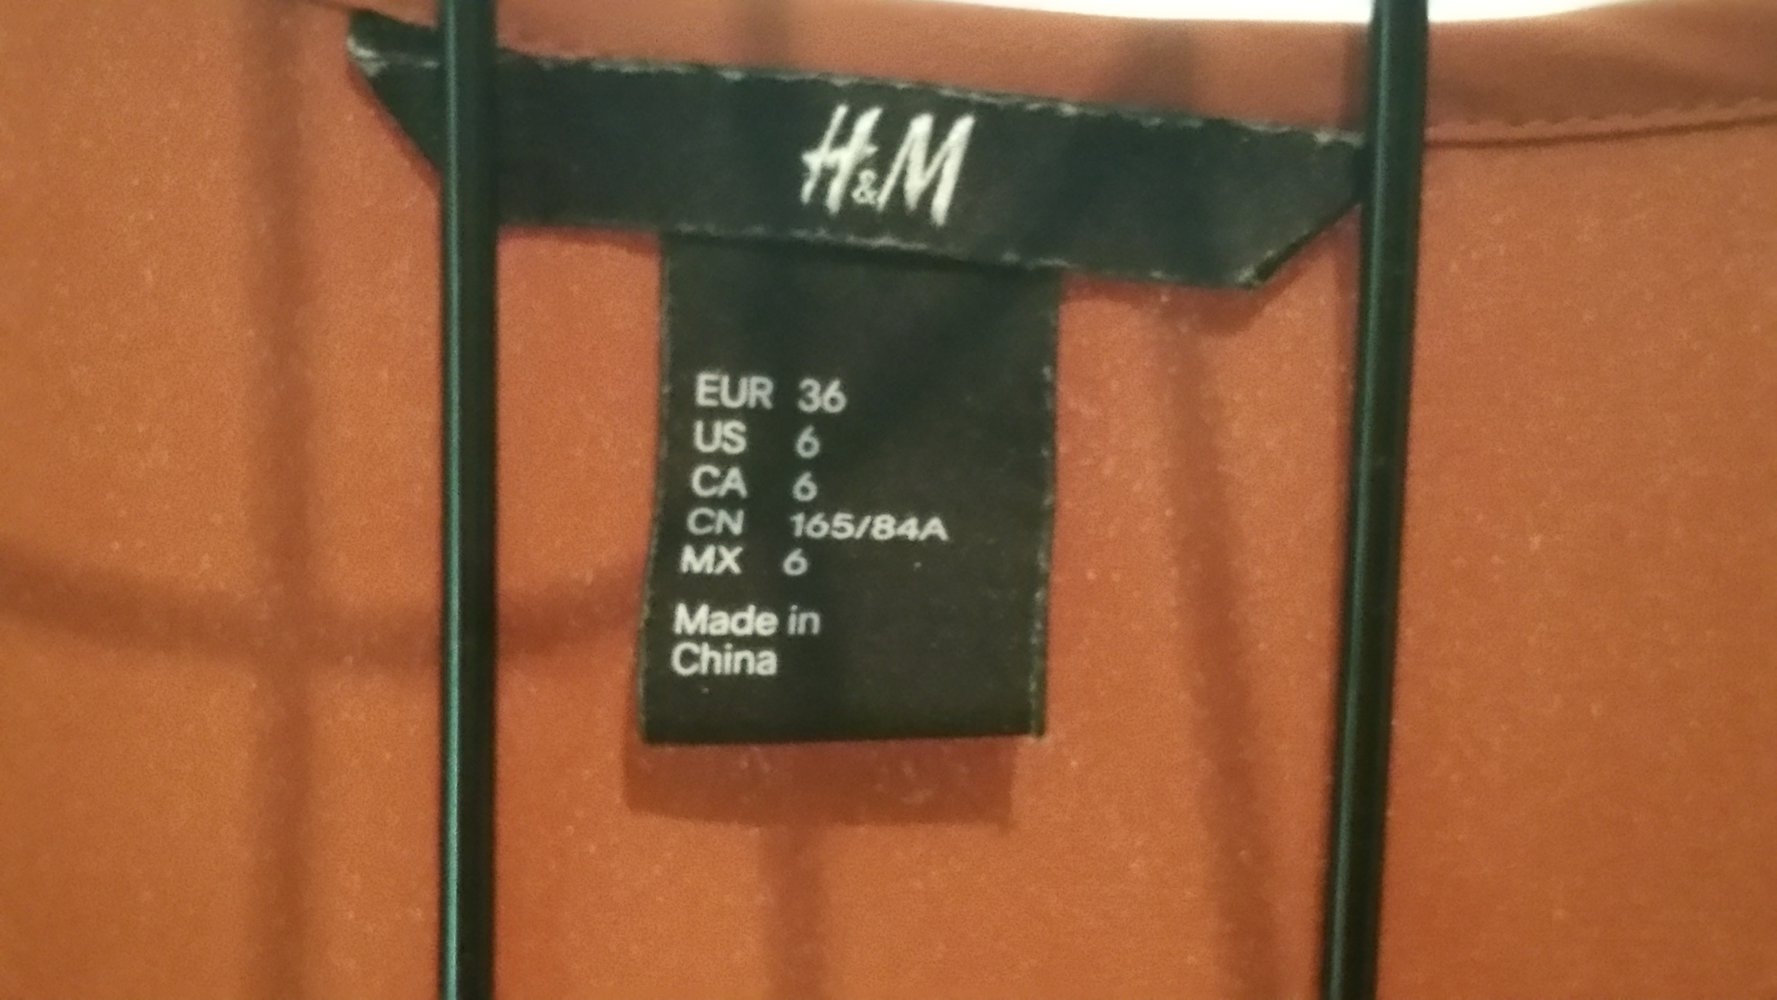 H&M
EUR 36
US 6
CA 6
CN 165/84A
MX 6
Made in
China